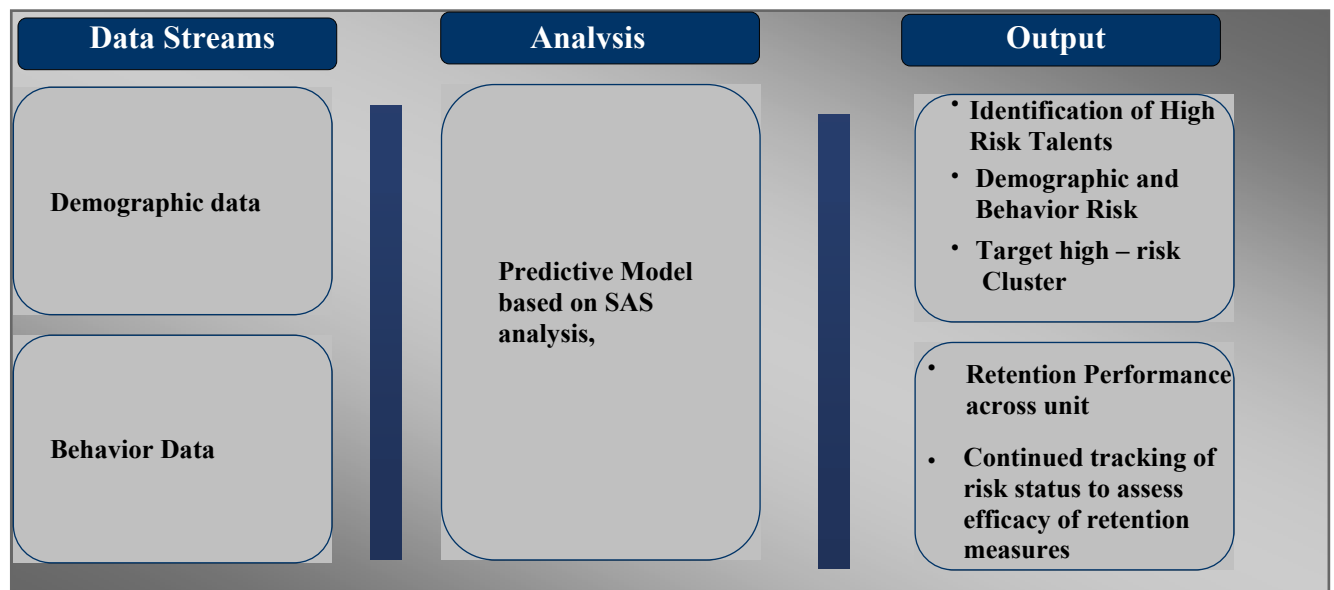 Data Streams
Analysis
Output
Demographic data
Behavior Data
Predictive Model
based on SAS
analysis,
• Identification of High
Risk Talents
• Demographic and
Behavior Risk
• Target high – risk
Cluster
• Retention Performance
across unit
• Continued tracking of
risk status to assess
efficacy of retention
measures